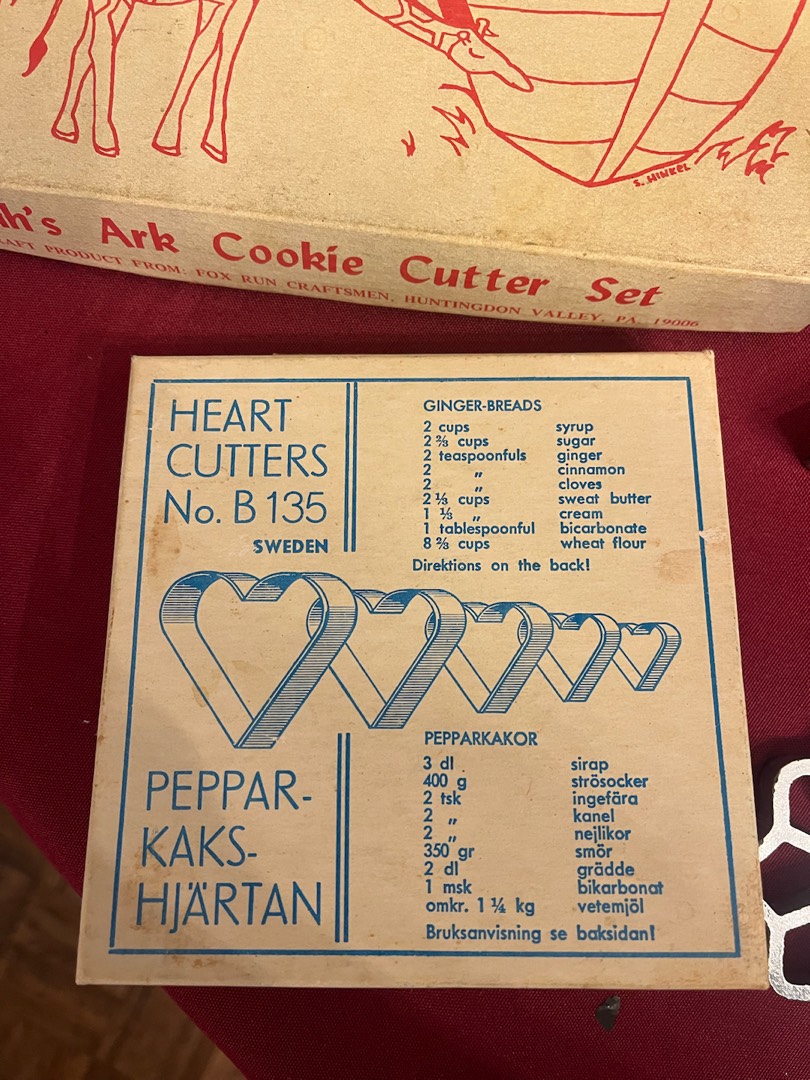 S. HINKEL
h's Ark Cookie Cutter Set
PRODUCT FROM: FOX RUN CRAFTSMEN, HUNTINGDON VALLEY, PA. 19006
HEART
CUTTERS
No. B 135
SWEDEN
GINGER-BREADS
2 cups syrup
2 ⅔ cups sugar
2 teaspoonfuls ginger
2 „ cinnamon
2 „ cloves
2 ⅓ cups sweat butter
1 ⅓ „ cream
1 tablespoonful bicarbonate
8 ⅔ cups wheat flour
Direktions on the back!
PEPPAR-
KAKS-
HJÄRTAN
PEPPARKAKOR
3 dl sirap
400 g strösocker
2 tsk ingefära
2 „ kanel
2 „ nejlikor
350 gr smör
2 dl grädde
1 msk bikarbonat
omkr. 1 ¼ kg vetemjöl
Bruksanvisning se baksidan!